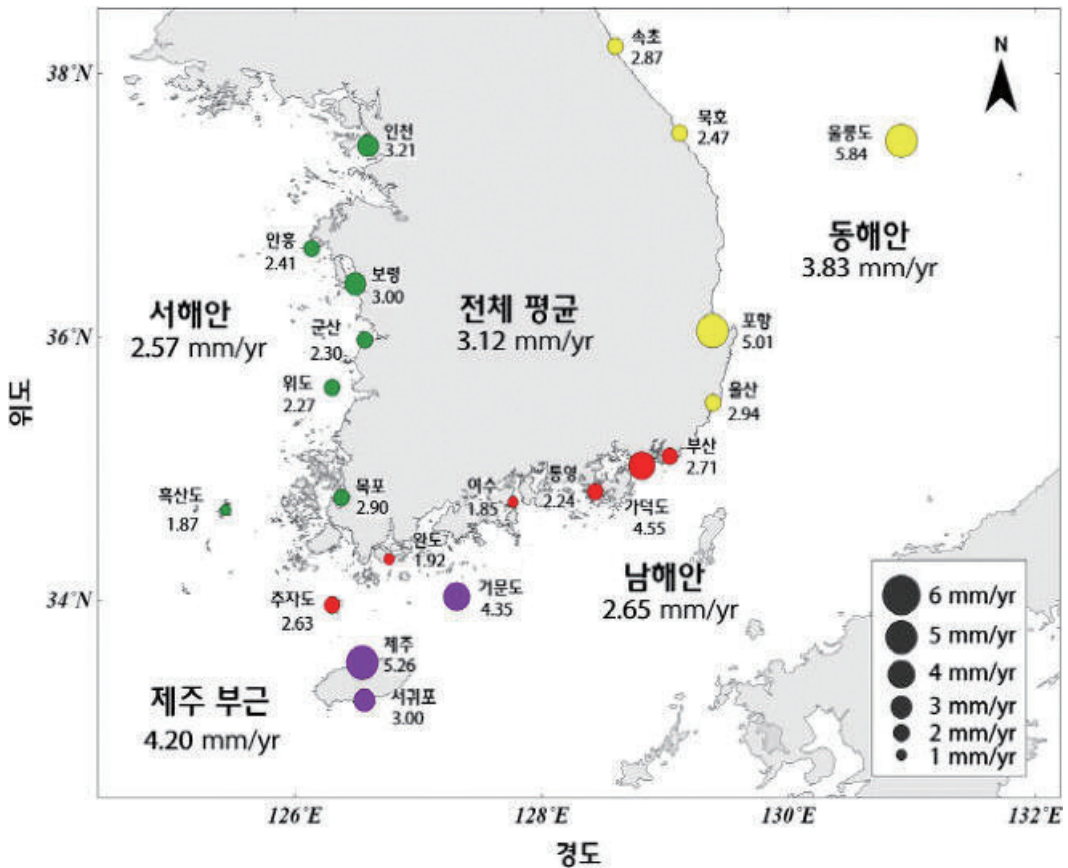 속초
2.87
38°N
N
묵호
2.47
울릉도
5.84
인천
3.21
동해안
3.83 mm/yr
안흥
2.41
보령
3.00
서해안
2.57 mm/yr
전체 평균
3.12 mm/yr
군산
2.30
포항
5.01
36°N
위도
2.27
울산
2.94
위도
부산
2.71
목포
2.90
흑산도
1.87
여수
1.85
통영
2.24
가덕도
4.55
완도
1.92
남해안
2.65 mm/yr
34°N
추자도
2.63
거문도
4.35
제주
5.26
서귀포
3.00
제주 부근
4.20 mm/yr
6 mm/yr
5 mm/yr
4 mm/yr
3 mm/yr
2 mm/yr
1 mm/yr
126°E
128°E
130°E
132°E
경도